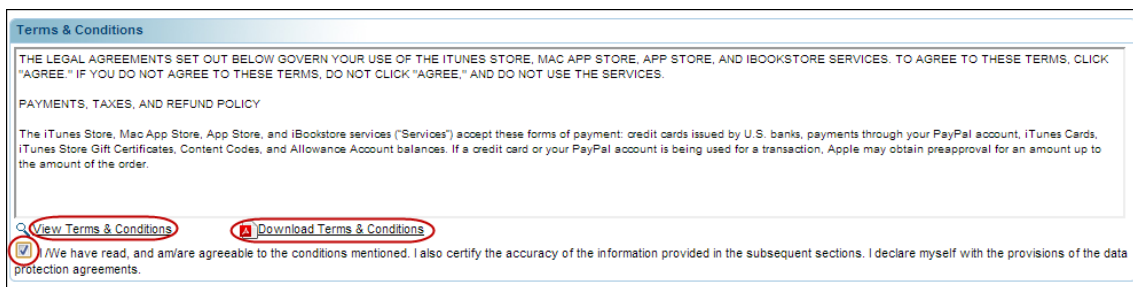 Terms & Conditions
THE LEGAL AGREEMENTS SET OUT BELOW GOVERN YOUR USE OF THE ITUNES STORE, MAC APP STORE, APP STORE, AND IBOOKSTORE SERVICES. TO AGREE TO THESE TERMS, CLICK
"AGREE." IF YOU DO NOT AGREE TO THESE TERMS, DO NOT CLICK "AGREE," AND DO NOT USE THE SERVICES.
PAYMENTS, TAXES, AND REFUND POLICY
The iTunes Store, Mac App Store, App Store, and iBookstore services ("Services") accept these forms of payment: credit cards issued by U.S. banks, payments through your PayPal account, iTunes Cards,
iTunes Store Gift Certificates, Content Codes, and Allowance Account balances. If a credit card or your PayPal account is being used for a transaction, Apple may obtain preapproval for an amount up to
the amount of the order.
View Terms & Conditions Download Terms & Conditions
I /We have read, and am/are agreeable to the conditions mentioned. I also certify the accuracy of the information provided in the subsequent sections. I declare myself with the provisions of the data
protection agreements.